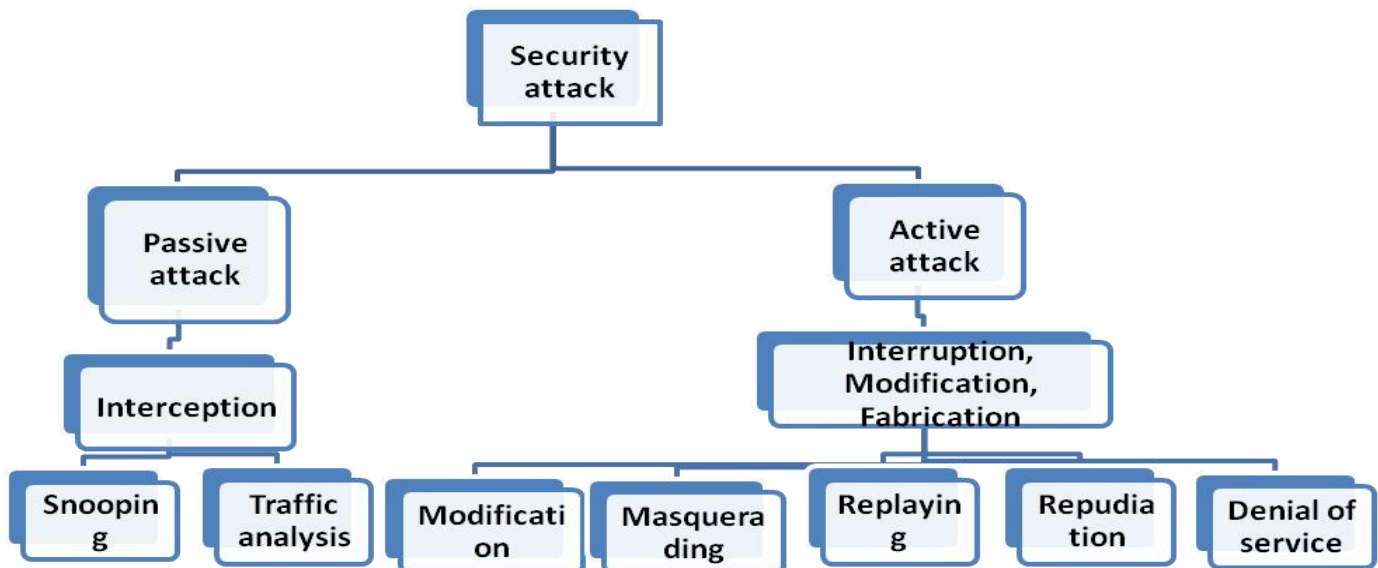 Security
attack
Passive
attack
Active
attack
Interception
Interruption,
Modification,
Fabrication
Snoopin
g
Traffic
analysis
Modificati
on
Masquera
ding
Replayin
g
Repudia
tion
Denial of
service